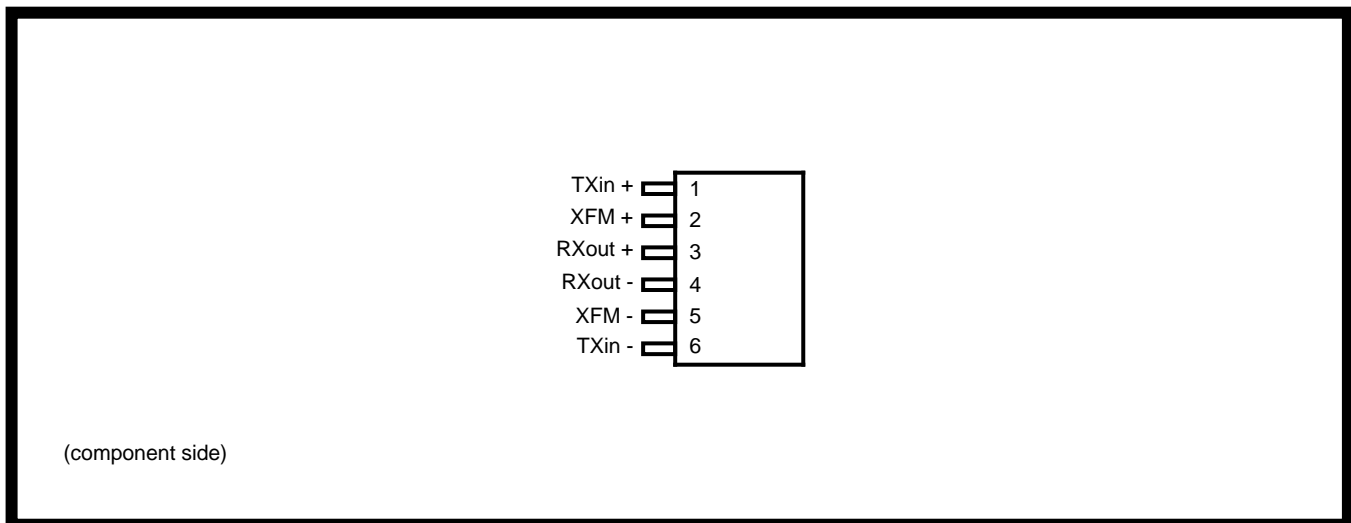 TXin + 1
XFM + 2
RXout + 3
RXout - 4
XFM - 5
TXin - 6
(component side)